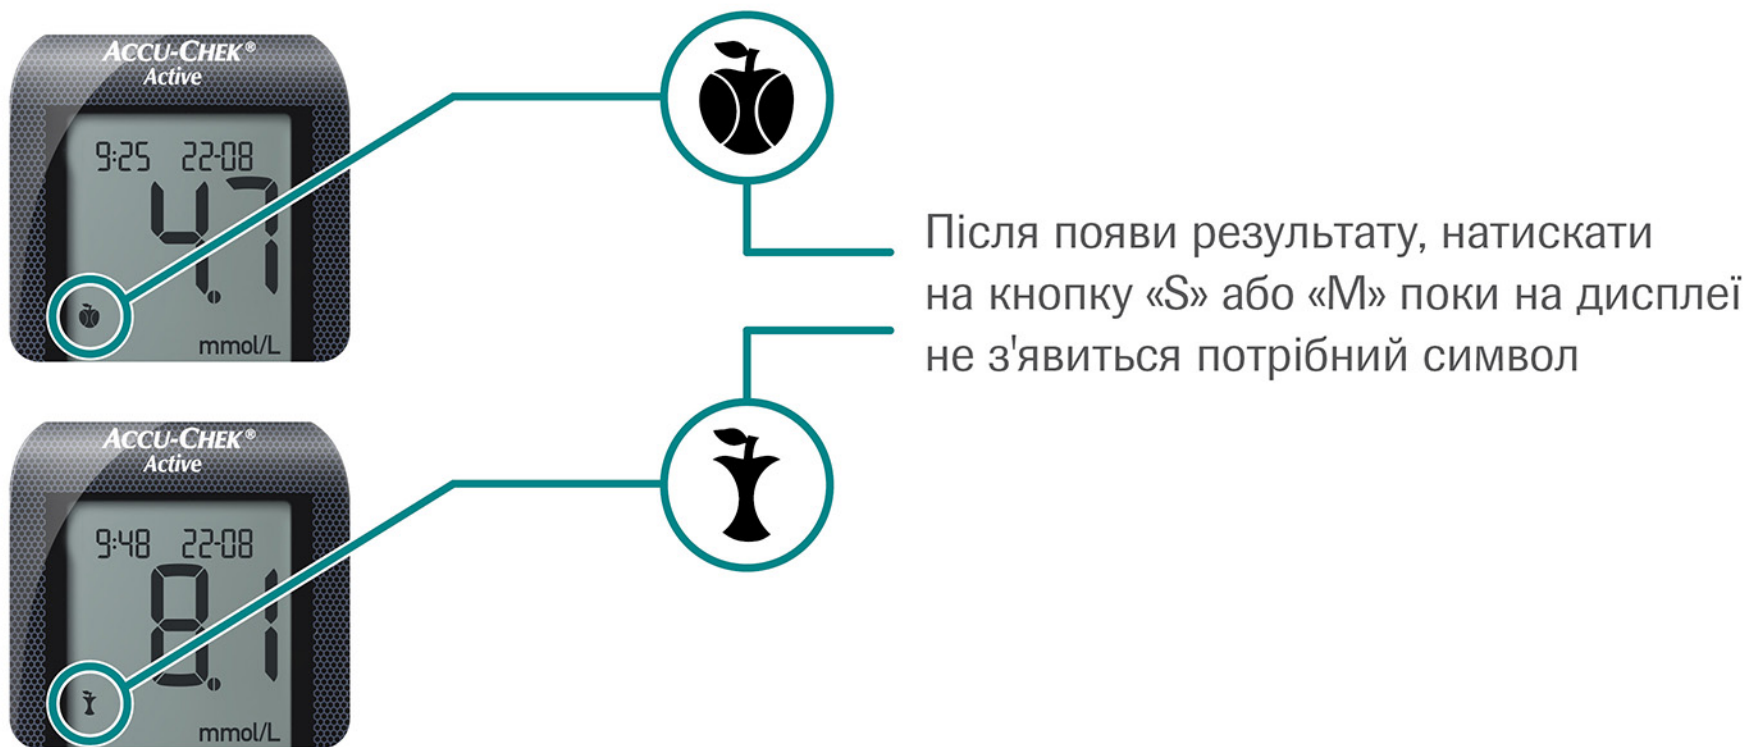 ACCU-CHEK®
Active
9:25 22-08
4.7
mmol/L
Після появи результату, натискати
на кнопку «S» або «M» поки на дисплеї
не з'явиться потрібний символ
ACCU-CHEK®
Active
9:48 22-08
8.1
mmol/L